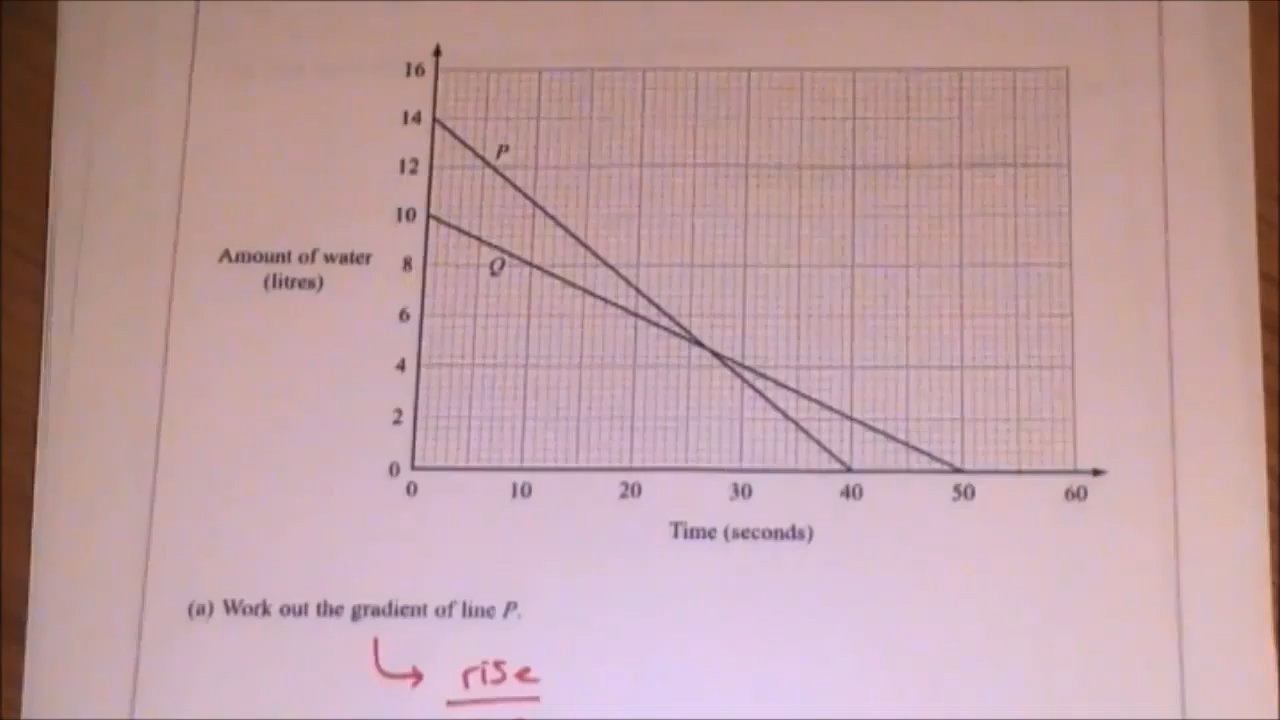 16
14
P
12
10
Amount of water
(litres)
8
Q
6
4
2
0
0 10 20 30 40 50 60
Time (seconds)
(a) Work out the gradient of line P.
rise